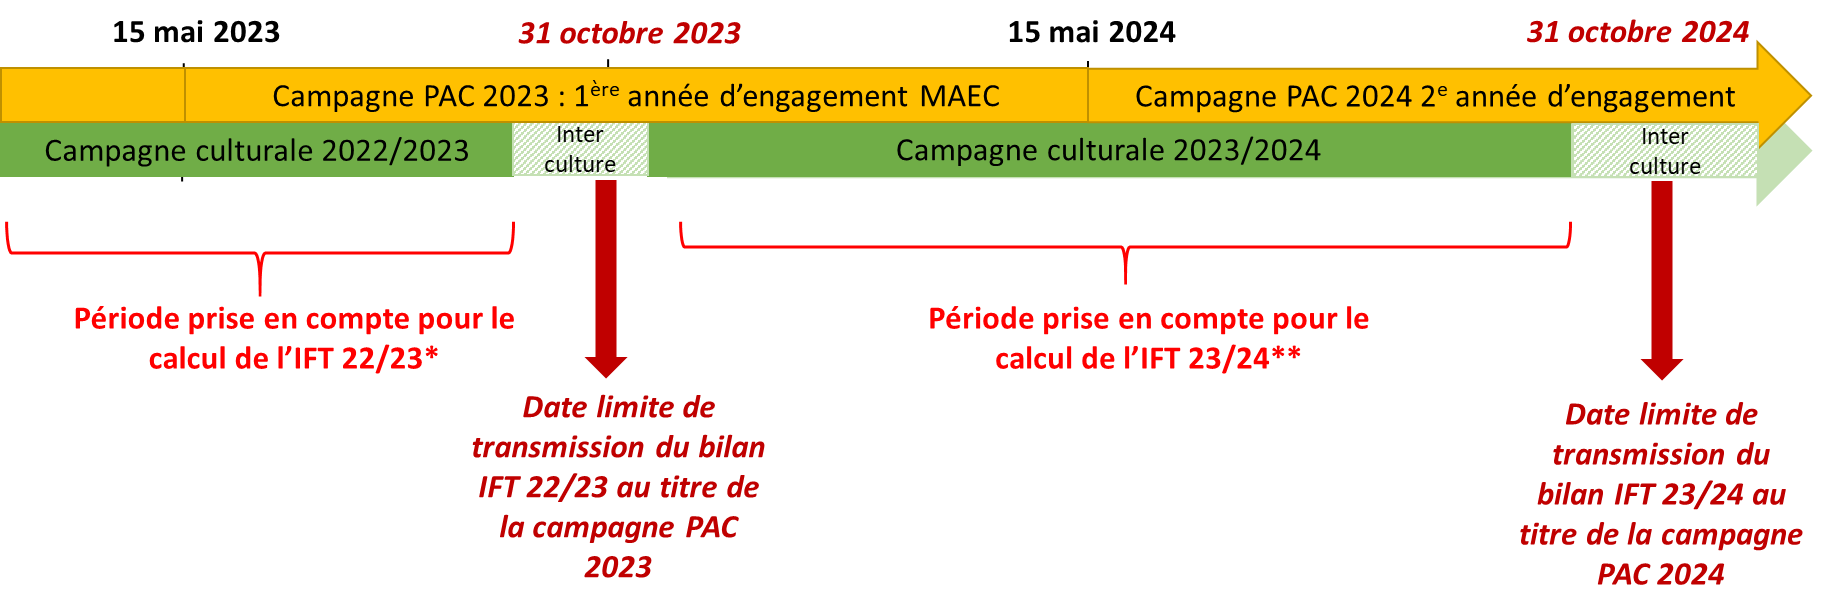 15 mai 2023
31 octobre 2023
15 mai 2024
31 octobre 2024
Campagne PAC 2023 : 1ère année d’engagement MAEC
Campagne PAC 2024 2e année d’engagement
Campagne culturale 2022/2023
Inter
culture
Campagne culturale 2023/2024
Inter
culture
Période prise en compte pour le
calcul de l’IFT 22/23*
Période prise en compte pour le
calcul de l’IFT 23/24**
Date limite de
transmission du bilan
IFT 22/23 au titre de
la campagne PAC
2023
Date limite de
transmission du
bilan IFT 23/24 au
titre de la campagne
PAC 2024